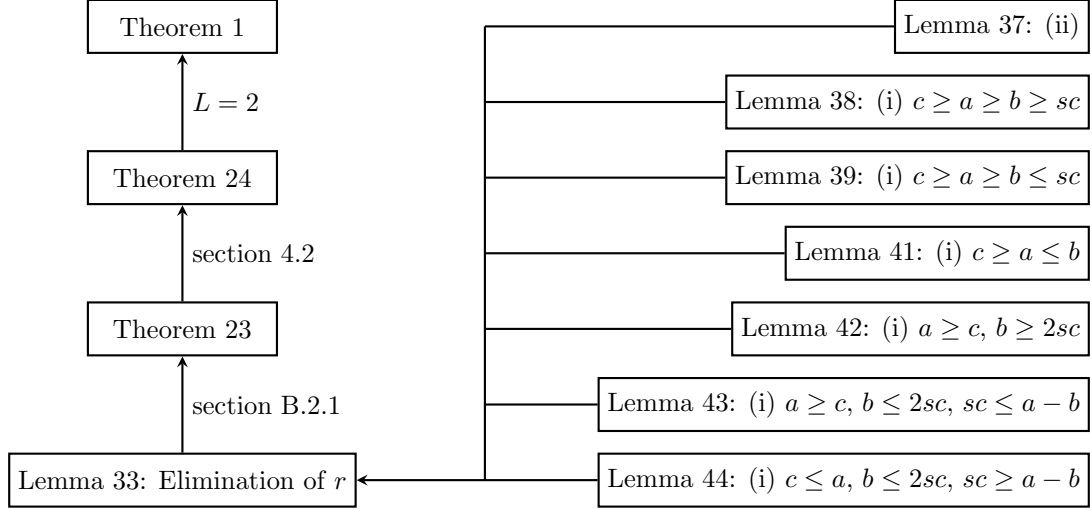 Theorem 1
L = 2
Theorem 24
section 4.2
Theorem 23
section B.2.1
Lemma 33: Elimination of r
Lemma 37: (ii)
Lemma 38: (i) c ≥ a ≥ b ≥ sc
Lemma 39: (i) c ≥ a ≥ b ≤ sc
Lemma 41: (i) c ≥ a ≤ b
Lemma 42: (i) a ≥ c, b ≥ 2sc
Lemma 43: (i) a ≥ c, b ≤ 2sc, sc ≤ a − b
Lemma 44: (i) c ≤ a, b ≤ 2sc, sc ≥ a − b